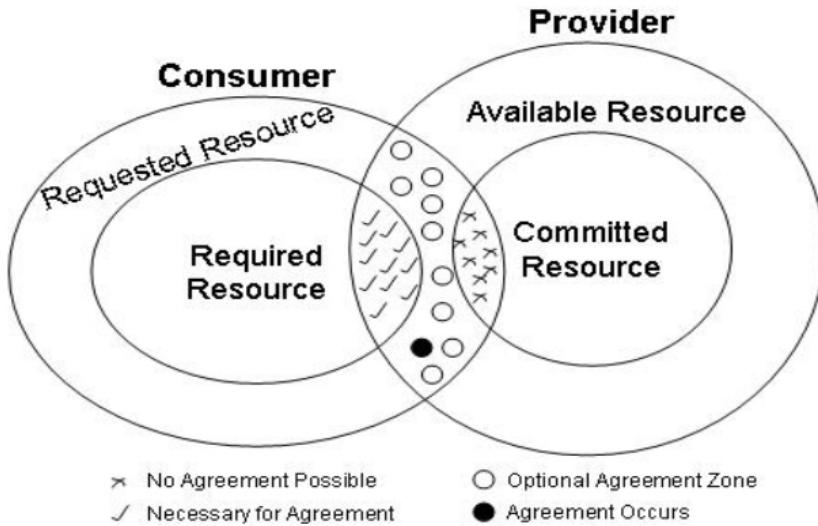 Provider
Consumer
Requested Resource
Available Resource
Required
Resource
Committed
Resource
No Agreement Possible
Optional Agreement Zone
Necessary for Agreement
Agreement Occurs